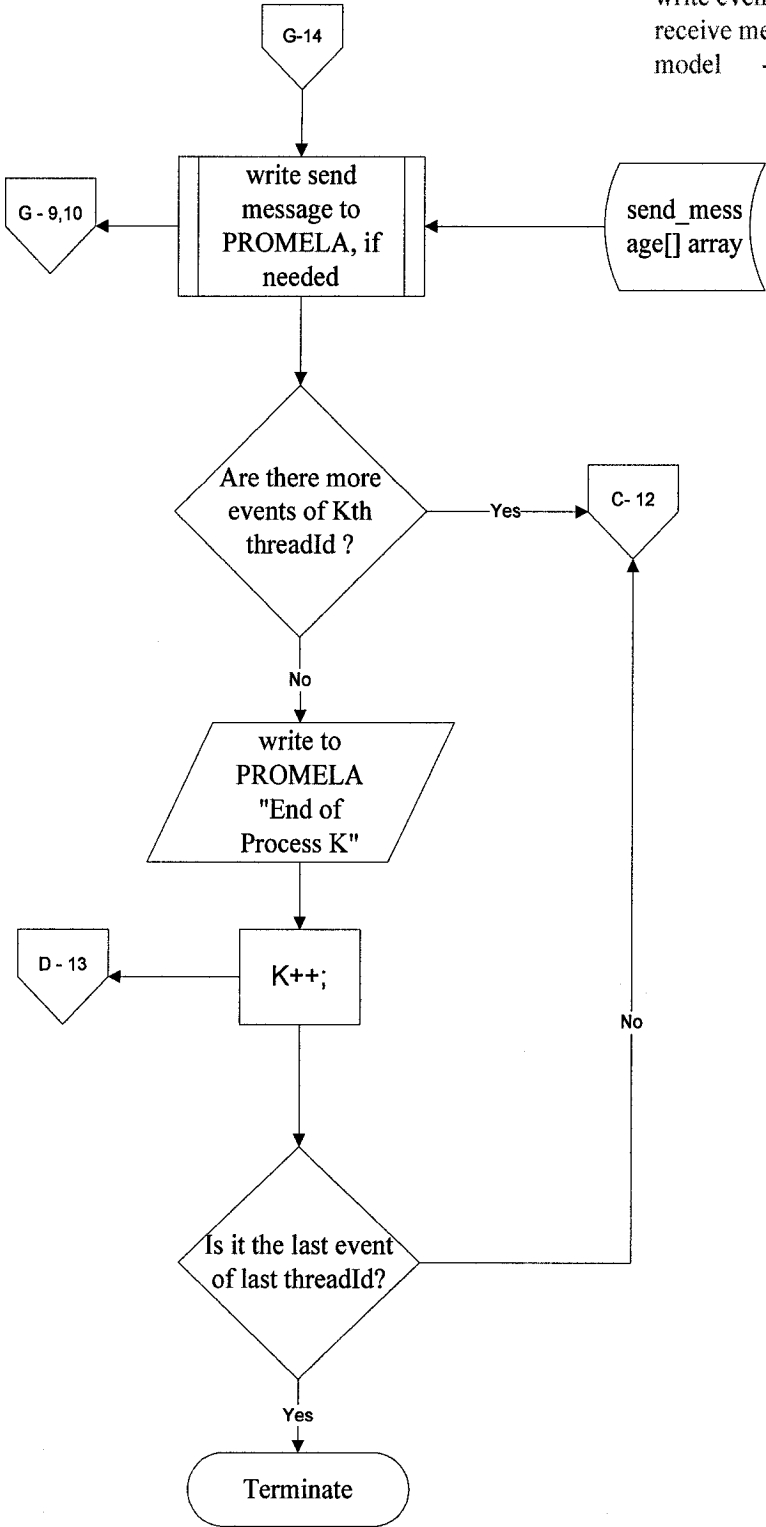 write even
receive me
model -
G-14
write send
message to
PROMELA, if
needed
G - 9,10
send_mess
age[] array
Are there more
events of Kth
threadId ?
Yes
C- 12
No
write to
PROMELA
"End of
Process K"
D - 13
K++;
No
Is it the last event
of last threadId?
Yes
Terminate